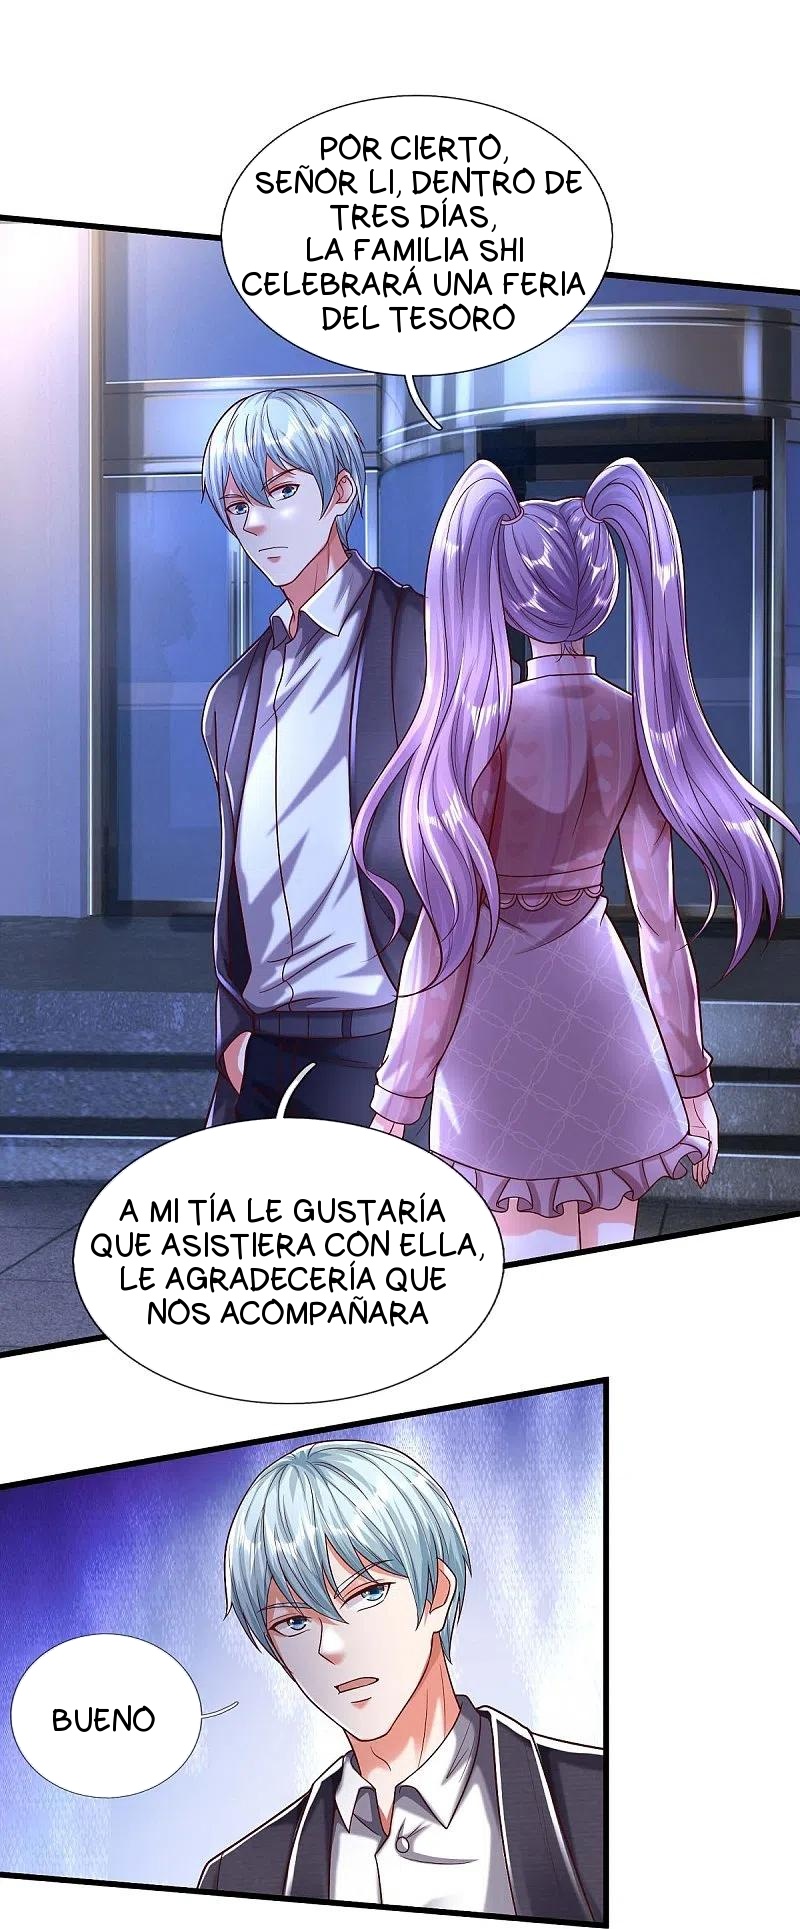 POR CIERTO,
SEÑOR LI, DENTRO DE
TRES DÍAS,
LA FAMILIA SHI
CELEBRARÁ UNA FERIA
DEL TESORO
A MI TÍA LE GUSTARÍA
QUE ASISTIERA CON ELLA,
LE AGRADECERÍA QUE
NOS ACOMPAÑARA
BUENO